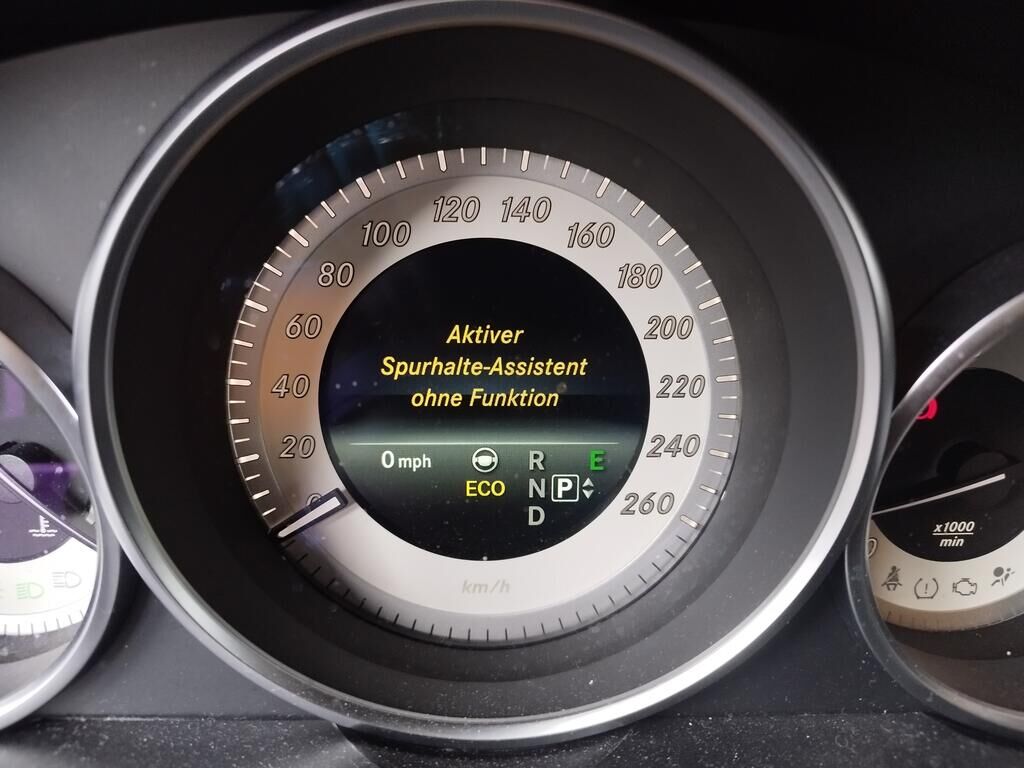 120 140
100 160
80 180
60 200
40 220
20 240
0 260
Aktiver
Spurhalte-Assistent
ohne Funktion
0 mph
ECO
R
N P
D
E
km/h
x1000
min